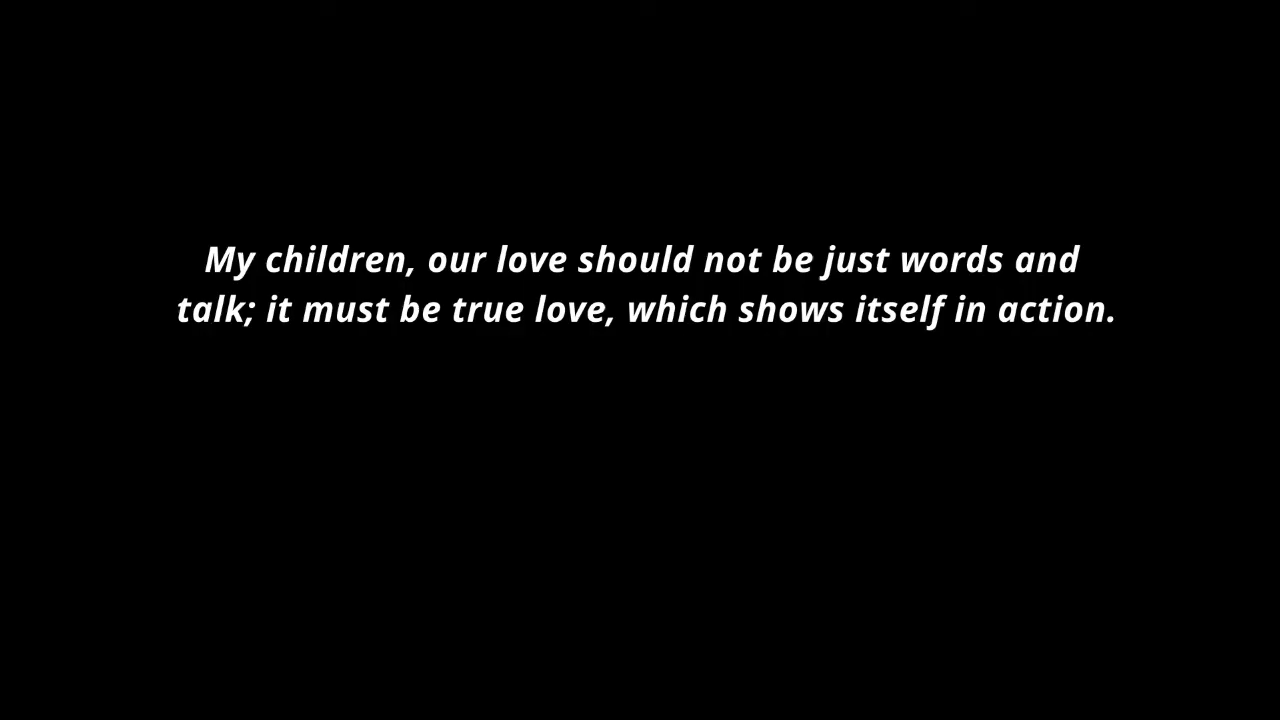 My children, our love should not be just words and
talk; it must be true love, which shows itself in action.